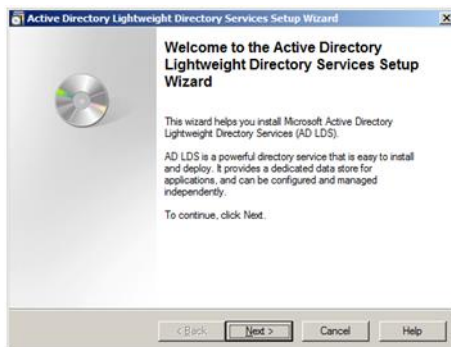 Active Directory Lightweight Directory Services Setup Wizard
Welcome to the Active Directory
Lightweight Directory Services Setup
Wizard
This wizard helps you install Microsoft Active Directory
Lightweight Directory Services (AD LDS).
AD LDS is a powerful directory service that is easy to install
and deploy. It provides a dedicated data store for
applications, and can be configured and managed
independently.
To continue, click Next.
< Back Next > Cancel Help